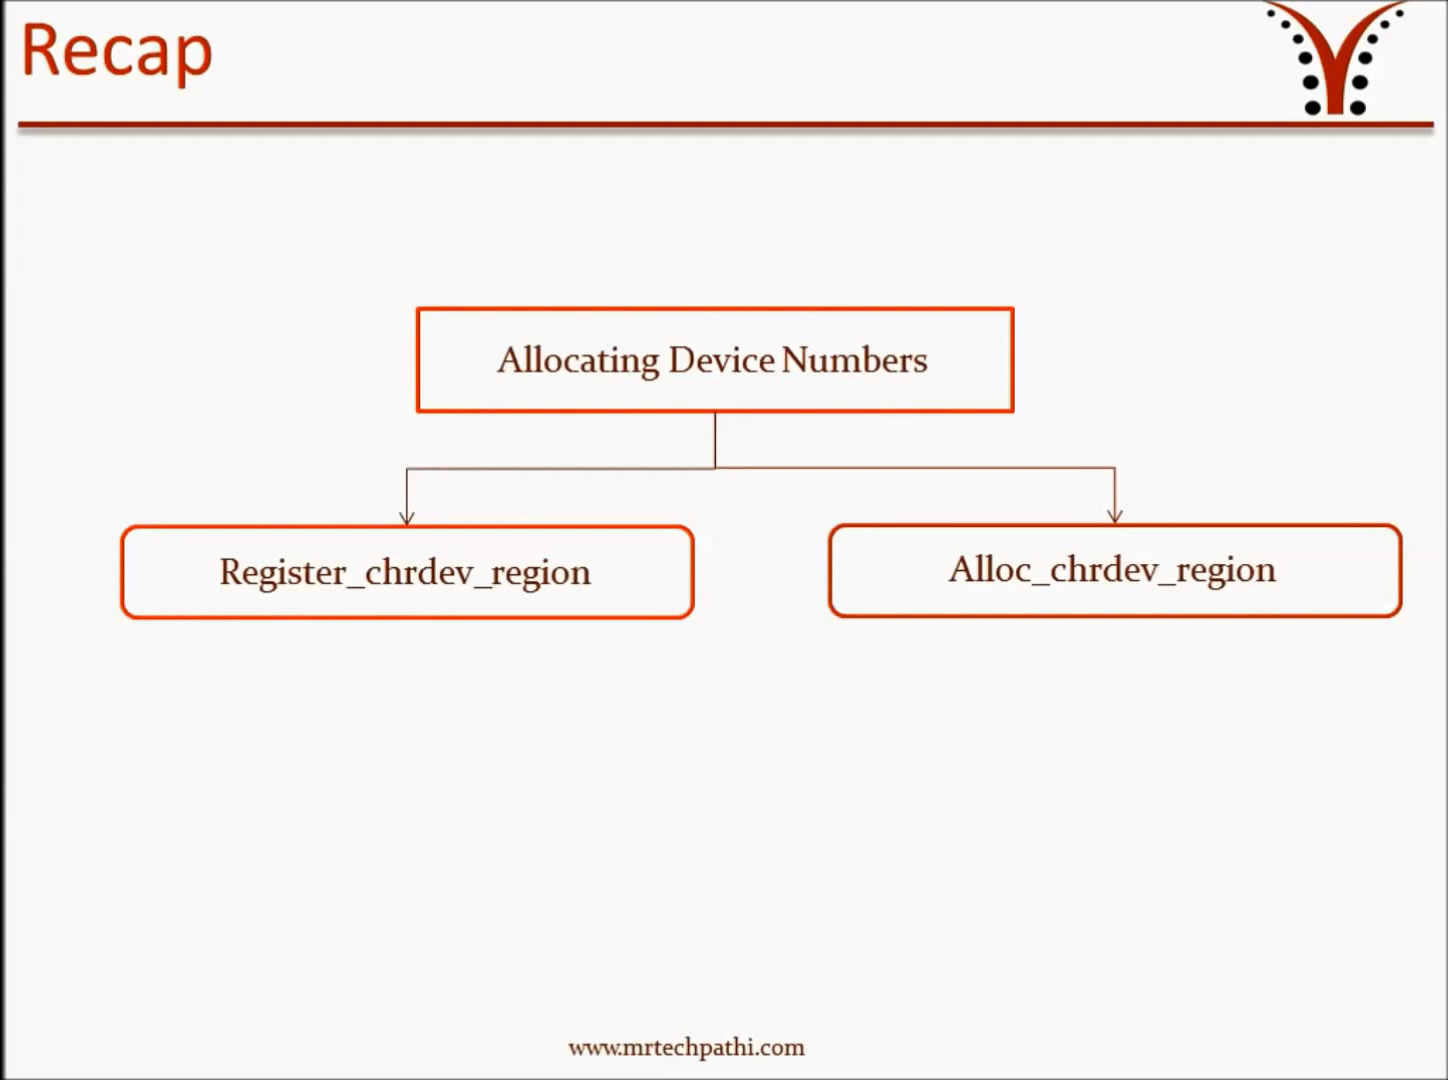 Recap
Allocating Device Numbers
Register_chrdev_region
Alloc_chrdev_region
www.mrtechpathi.com